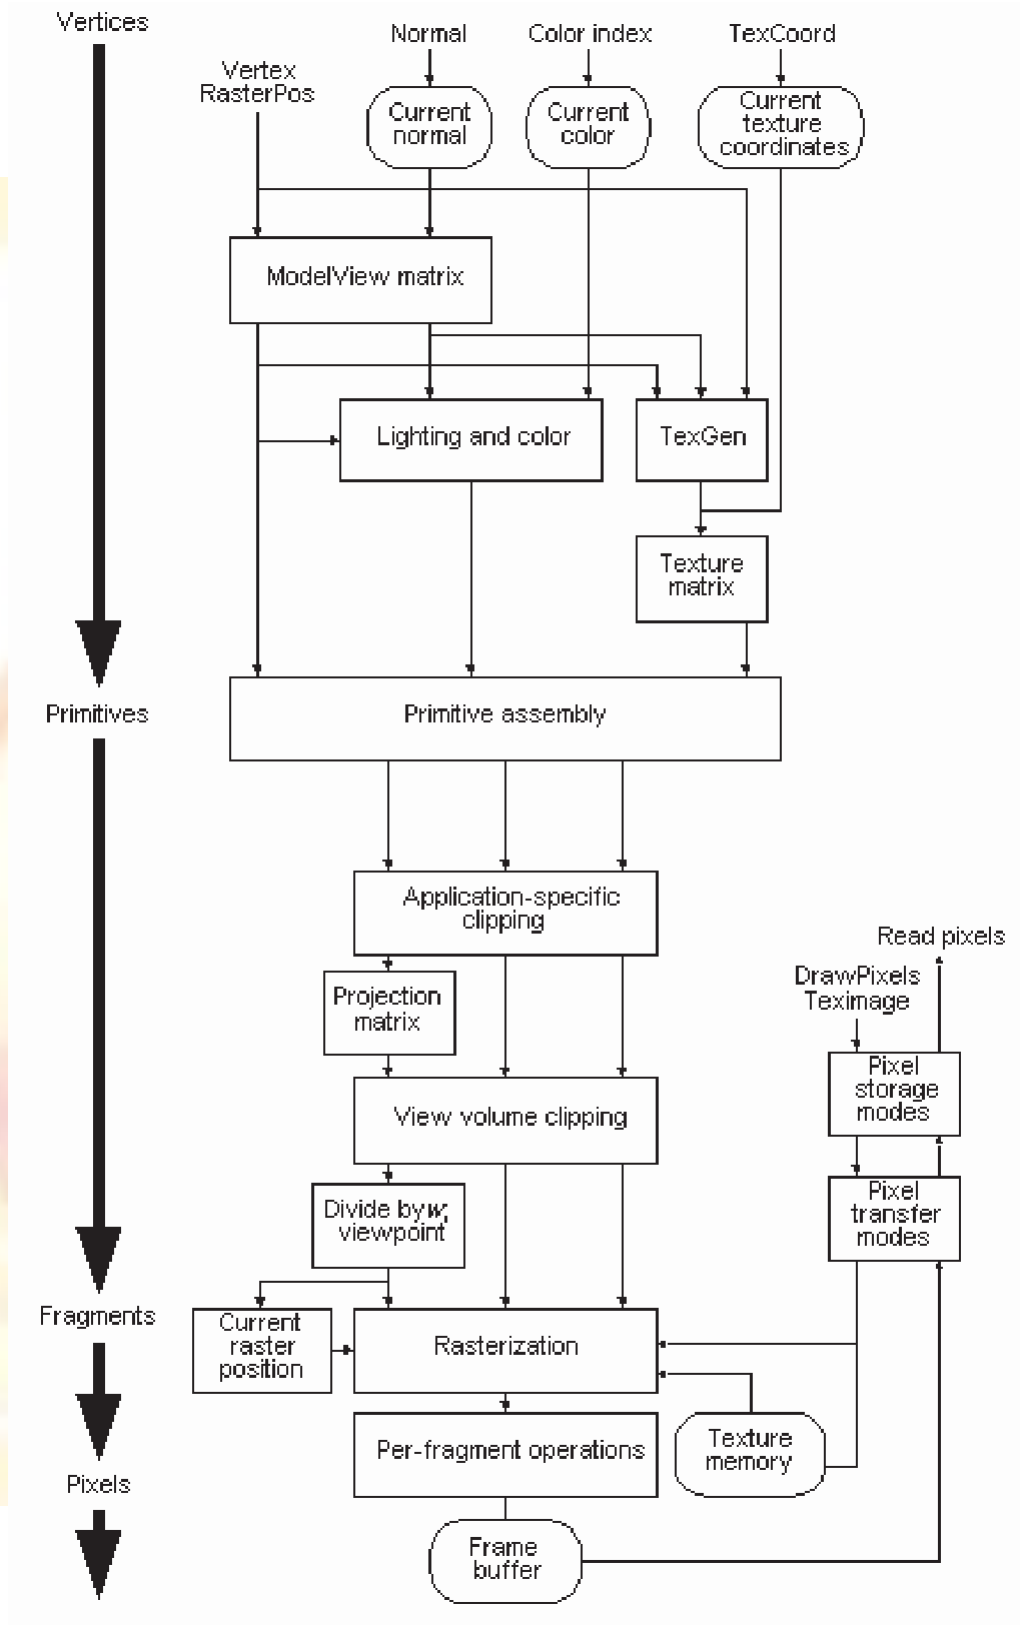 Vertices
Normal
Color index
TexCoord
Vertex
RasterPos
Current
normal
Current
color
Current
texture
coordinates
ModelView matrix
Lighting and color
TexGen
Texture
matrix
Primitives
Primitive assembly
Application-specific
clipping
Read pixels
DrawPixels
Teximage
Projection
matrix
Pixel
storage
modes
View volume clipping
Pixel
transfer
modes
Divide by w,
viewpoint
Fragments
Current
raster
position
Rasterization
Per-fragment operations
Texture
memory
Pixels
Frame
buffer